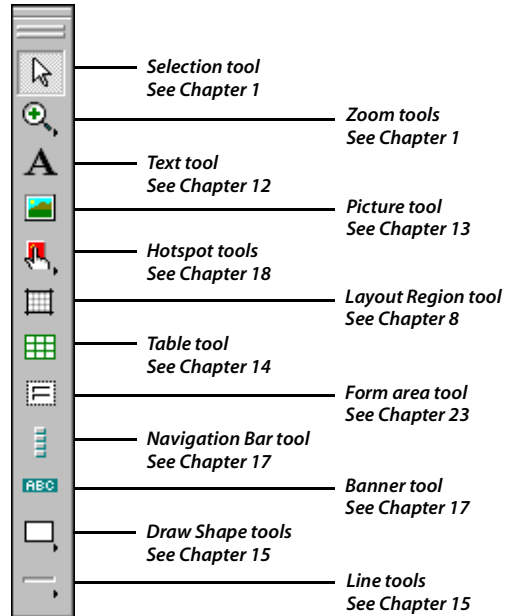 Selection tool
See Chapter 1
Zoom tools
See Chapter 1
A
Text tool
See Chapter 12
Picture tool
See Chapter 13
Hotspot tools
See Chapter 18
Layout Region tool
See Chapter 8
Table tool
See Chapter 14
Form area tool
See Chapter 23
Navigation Bar tool
See Chapter 17
ABC
Banner tool
See Chapter 17
Draw Shape tools
See Chapter 15
Line tools
See Chapter 15